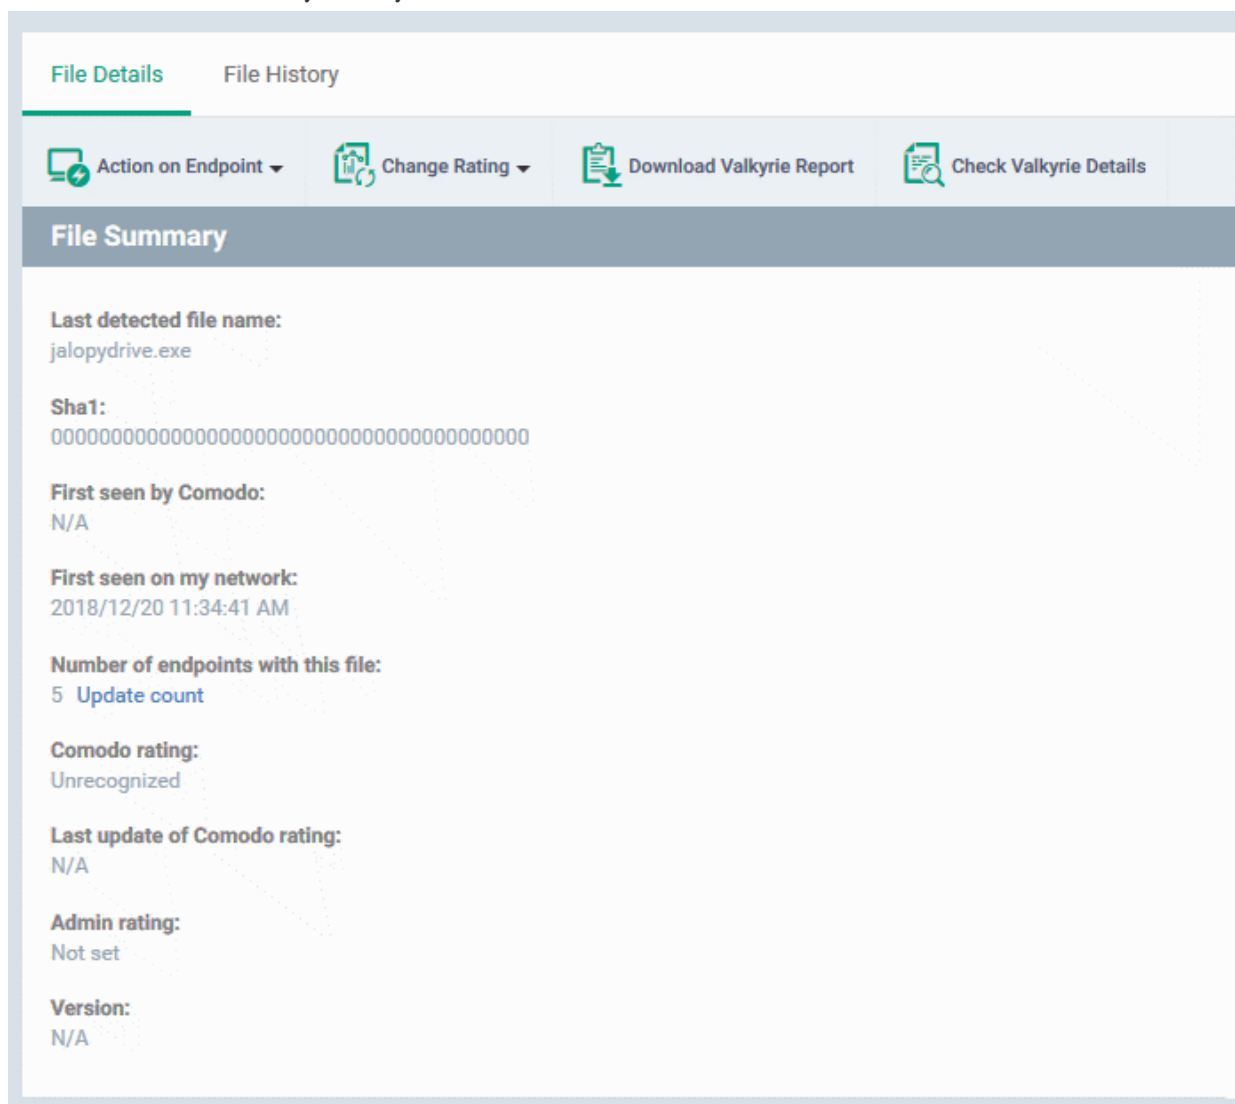 File Details File History
Action on Endpoint Change Rating Download Valkyrie Report Check Valkyrie Details
File Summary
Last detected file name:
jalopydrive.exe
Sha1:
0000000000000000000000000000000000000000
First seen by Comodo:
N/A
First seen on my network:
2018/12/20 11:34:41 AM
Number of endpoints with this file:
5 Update count
Comodo rating:
Unrecognized
Last update of Comodo rating:
N/A
Admin rating:
Not set
Version:
N/A